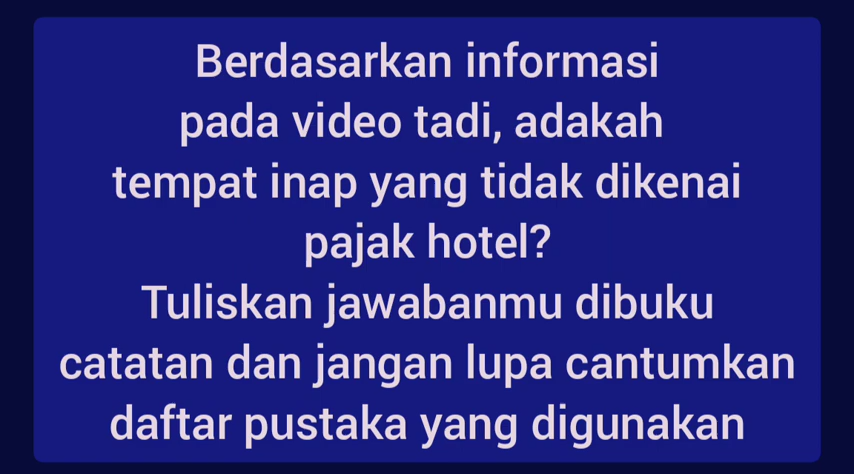 Berdasarkan informasi
pada video tadi, adakah
tempat inap yang tidak dikenai
pajak hotel?
Tuliskan jawabanmu dibuku
catatan dan jangan lupa cantumkan
daftar pustaka yang digunakan